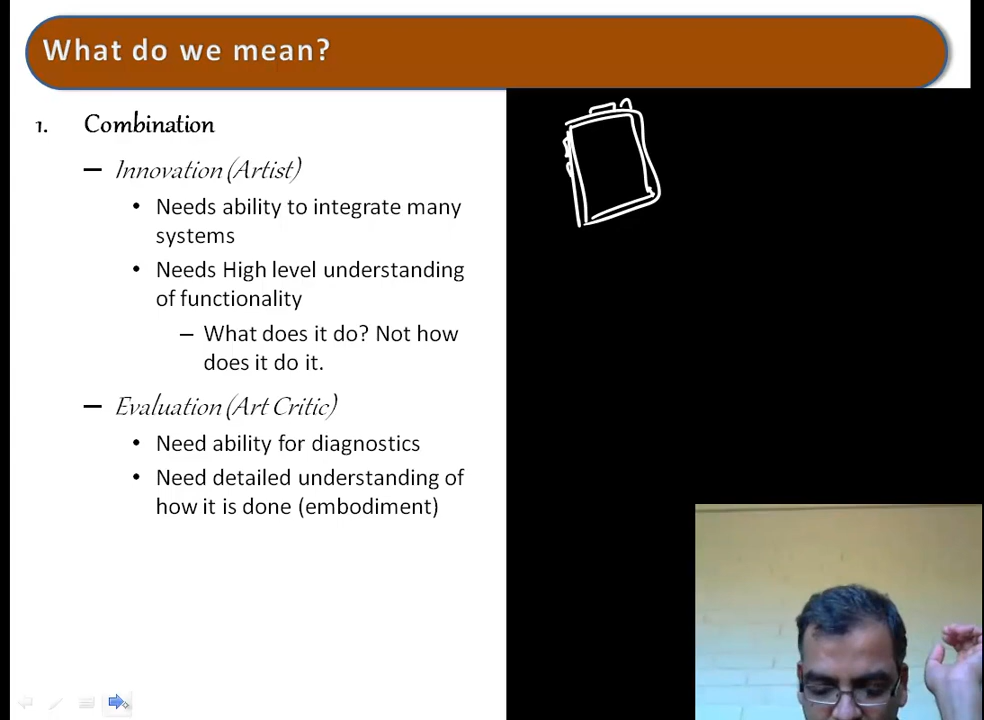 What do we mean?
1. Combination
– Innovation (Artist)
• Needs ability to integrate many
systems
• Needs High level understanding
of functionality
– What does it do? Not how
does it do it.
– Evaluation (Art Critic)
• Need ability for diagnostics
• Need detailed understanding of
how it is done (embodiment)